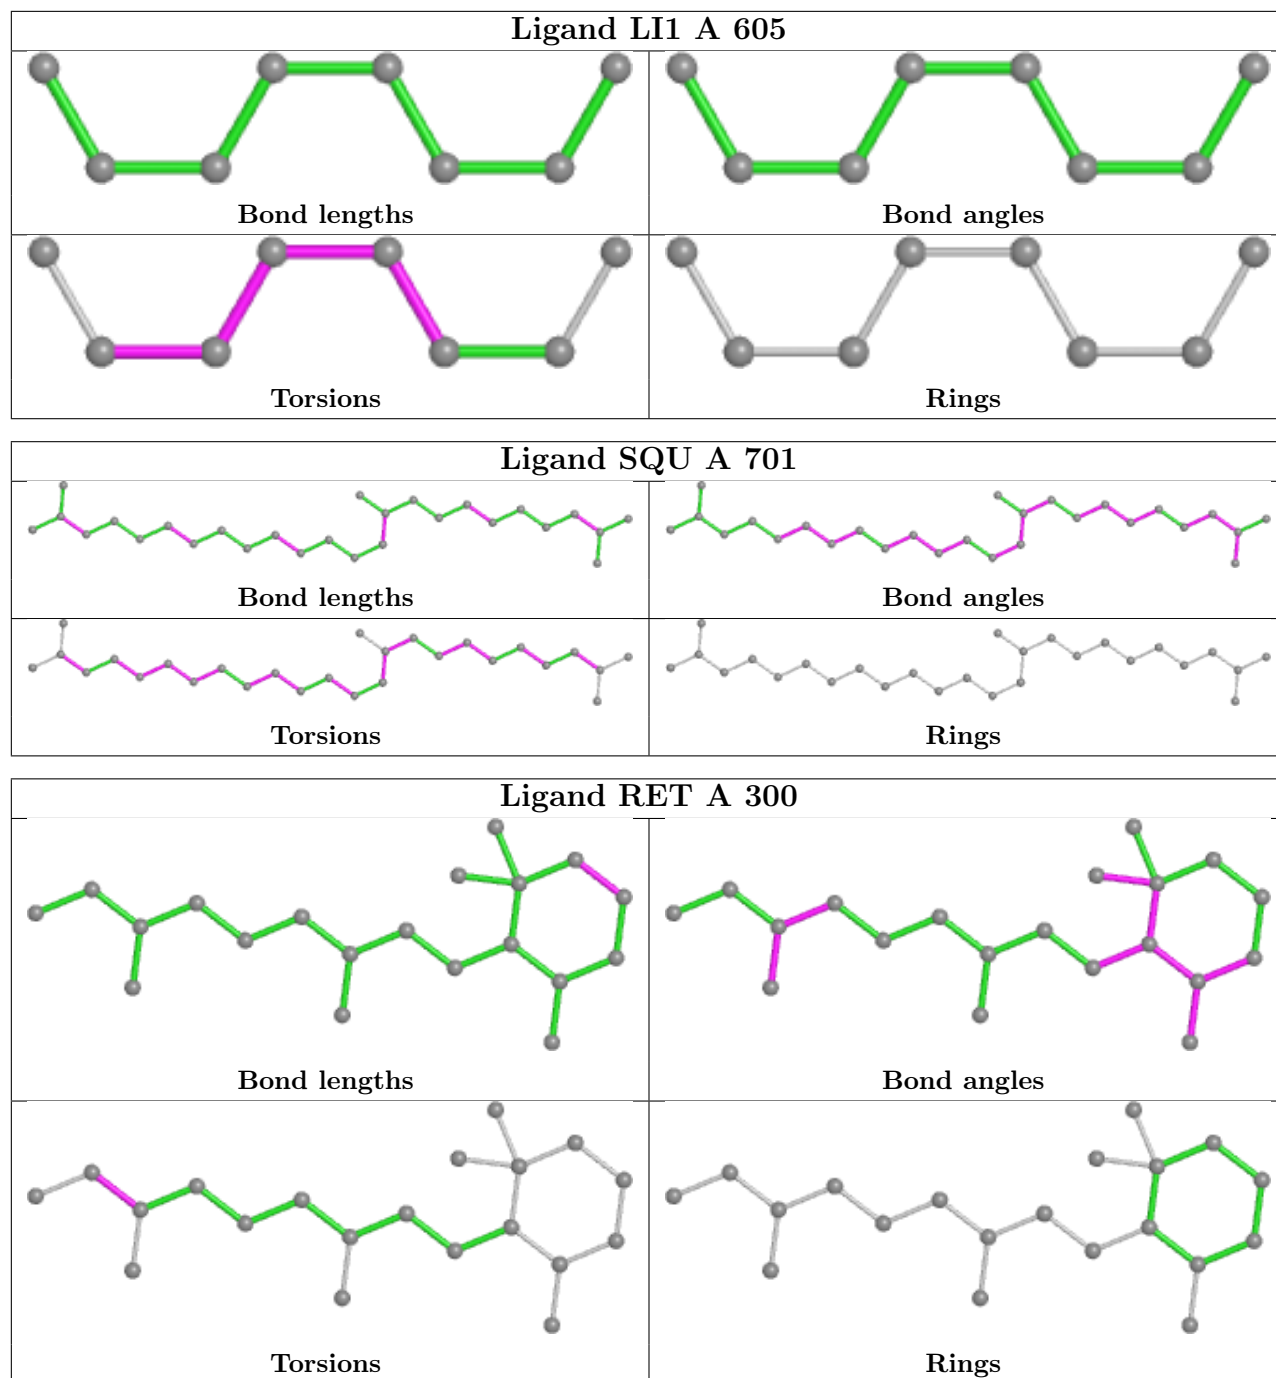 Ligand LI1 A 605
Bond lengths
Bond angles
Torsions
Rings
Ligand SQU A 701
Bond lengths
Bond angles
Torsions
Rings
Ligand RET A 300
Bond lengths
Bond angles
Torsions
Rings